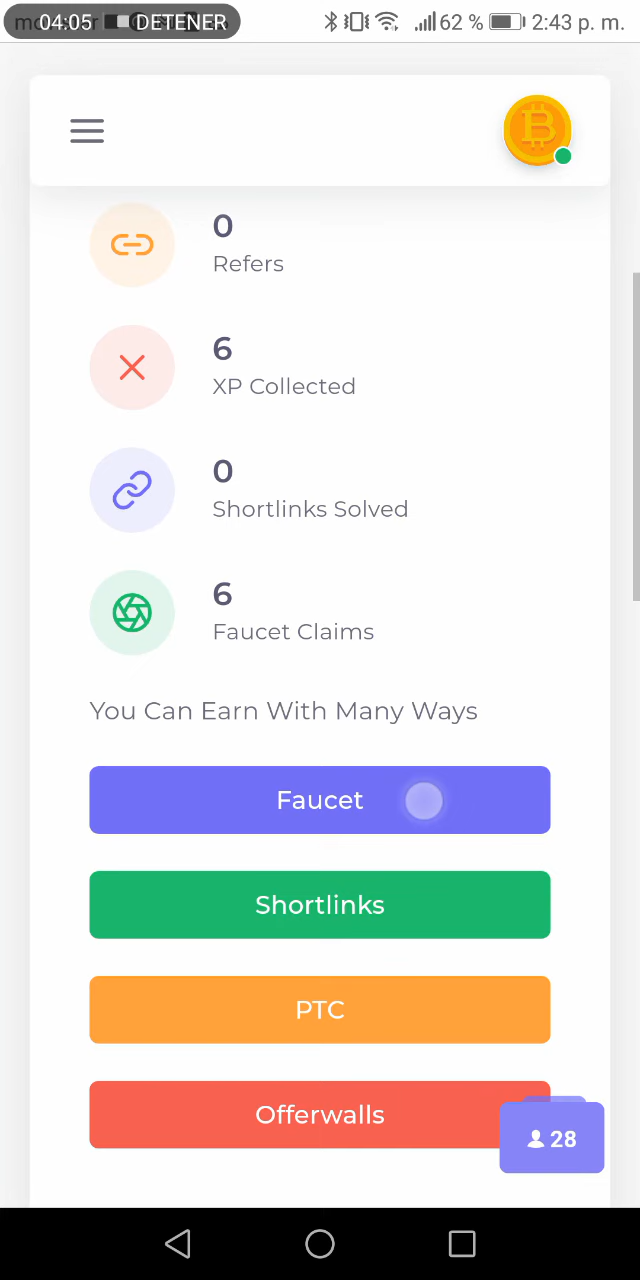 04:05 DETENER 62 % 2:43 p. m.
0
Refers
6
XP Collected
0
Shortlinks Solved
6
Faucet Claims
You Can Earn With Many Ways
Faucet
Shortlinks
PTC
Offerwalls
28